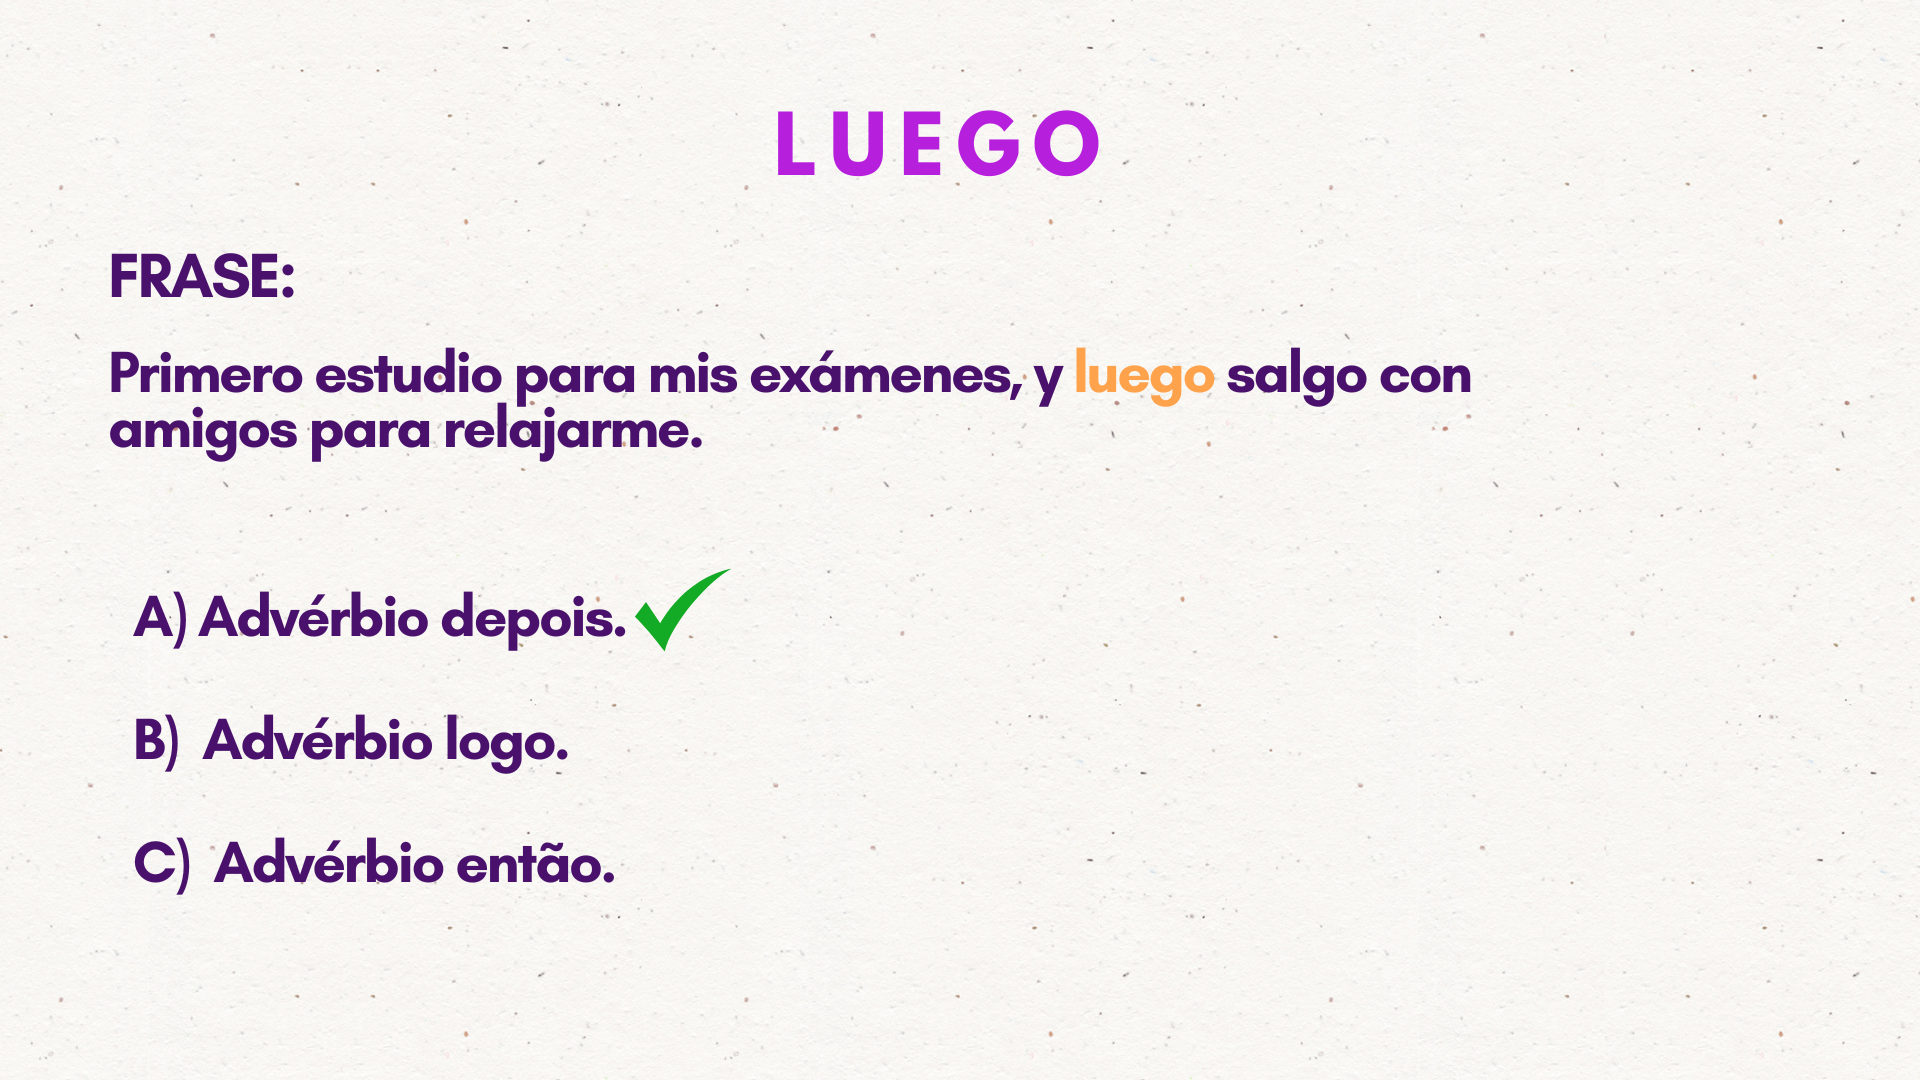 LUEGO
FRASE:
Primero estudio para mis exámenes, y luego salgo con
amigos para relajarme.
A) Advérbio depois.
B) Advérbio logo.
C) Advérbio então.